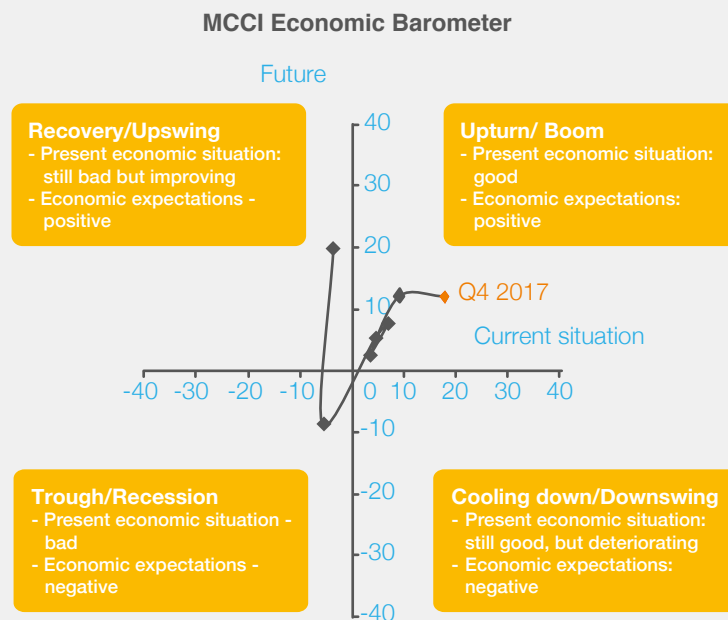 MCCI Economic Barometer
Future
Recovery/Upswing
- Present economic situation:
still bad but improving
- Economic expectations -
positive
Upturn/ Boom
- Present economic situation:
good
- Economic expectations:
positive
40
30
20
10
Q4 2017
Current situation
-40 -30 -20 -10 0 10 20 30 40
-10
-20
-30
-40
Trough/Recession
- Present economic situation -
bad
- Economic expectations -
negative
Cooling down/Downswing
- Present economic situation:
still good, but deteriorating
- Economic expectations:
negative